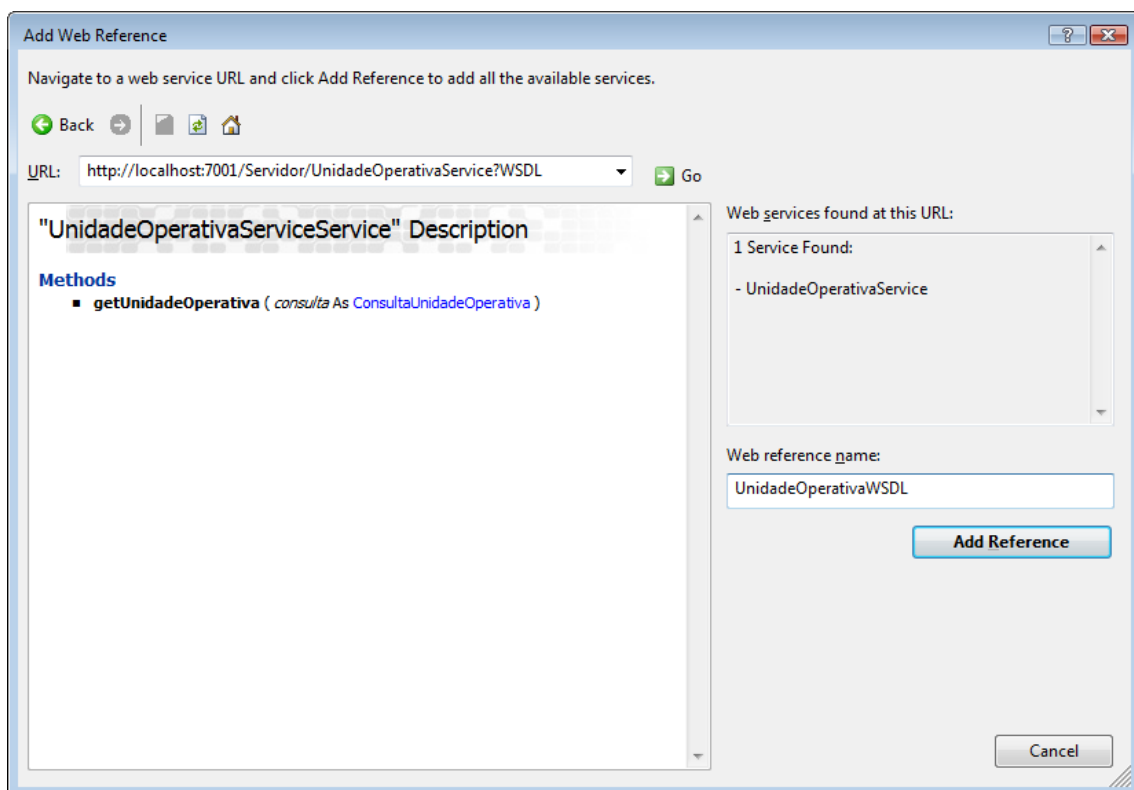 Add Web Reference
Navigate to a web service URL and click Add Reference to add all the available services.
Back
URL: http://localhost:7001/Servidor/UnidadeOperativaService?WSDL Go
"UnidadeOperativaServiceService" Description
Methods
getUnidadeOperativa ( consulta As ConsultaUnidadeOperativa )
Web services found at this URL:
1 Service Found:
- UnidadeOperativaService
Web reference name:
UnidadeOperativaWSDL
Add Reference
Cancel